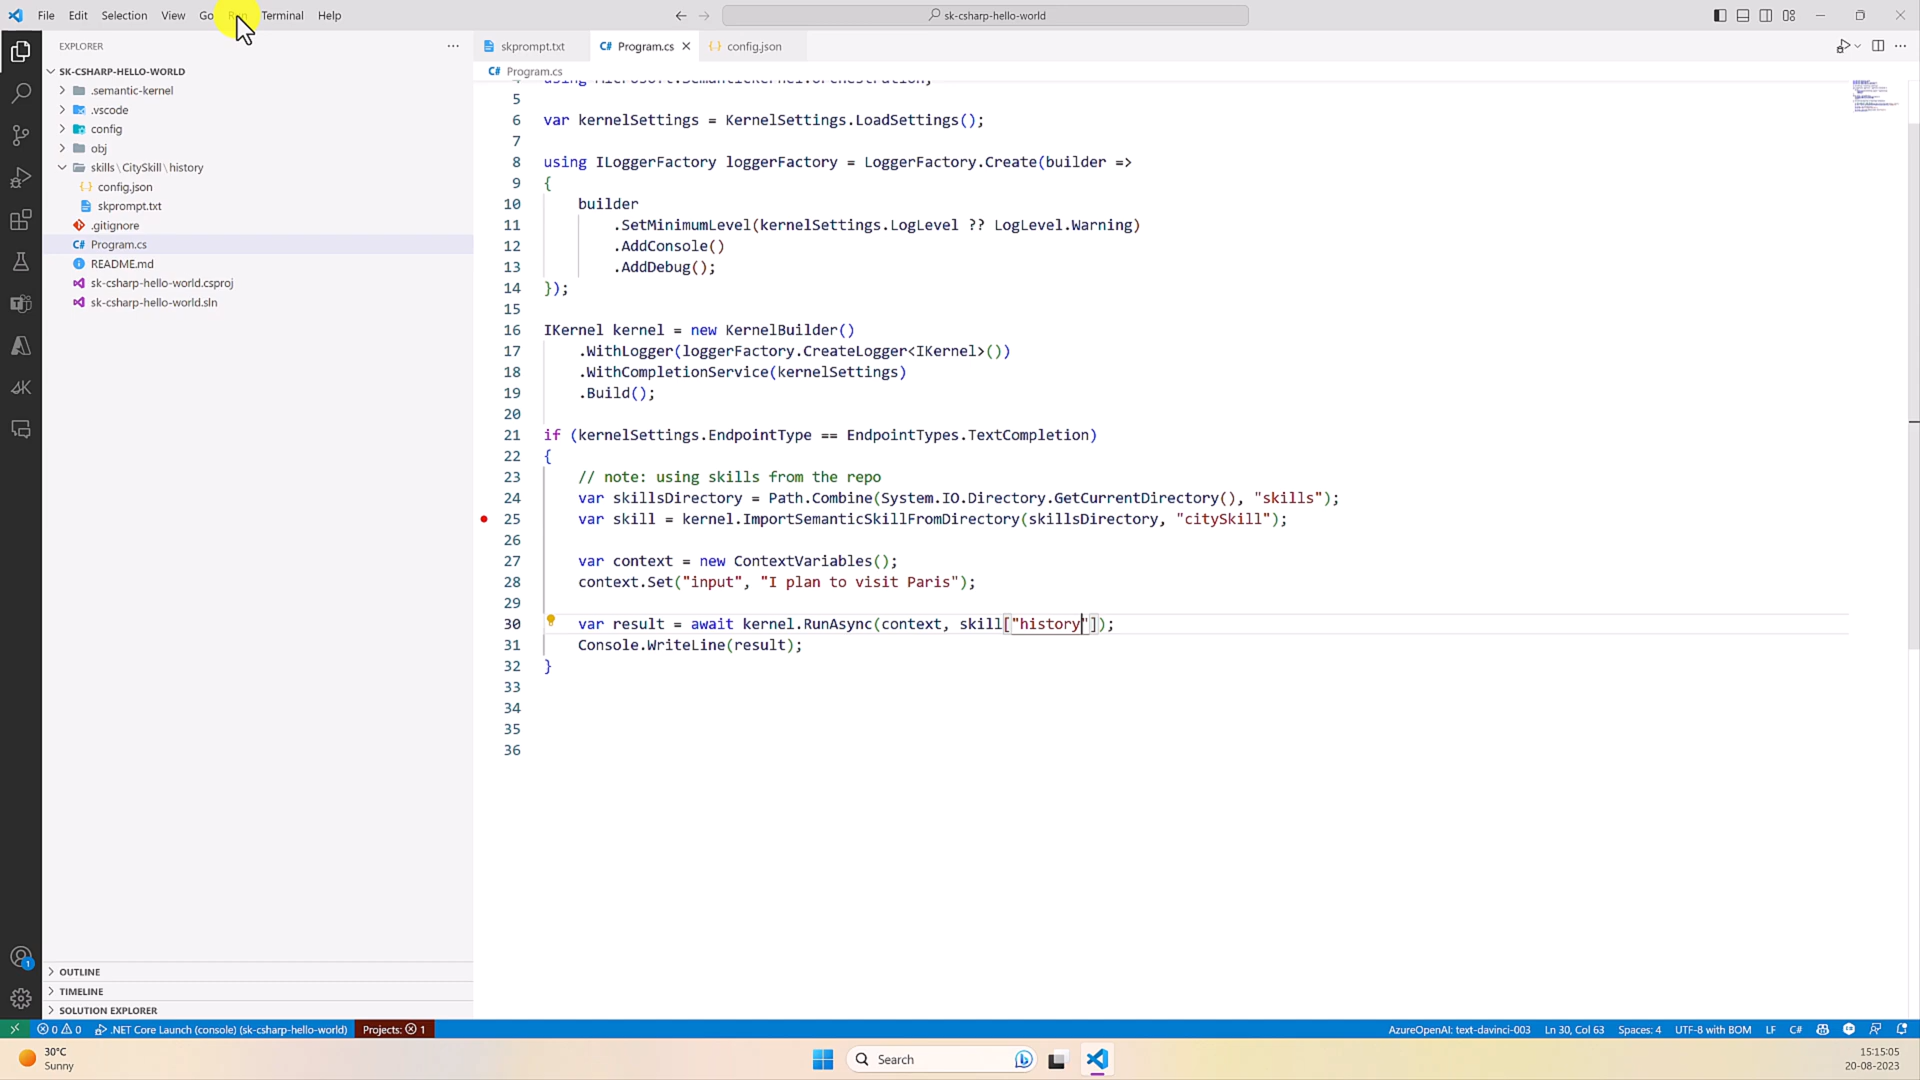 File Edit Selection View Go Run Terminal Help
sk-csharp-hello-world
EXPLORER
SK-CSHARP-HELLO-WORLD
.semantic-kernel
.vscode
config
obj
skills \ CitySkill \ history
config.json
skprompt.txt
.gitignore
Program.cs
README.md
sk-csharp-hello-world.csproj
sk-csharp-hello-world.sln
OUTLINE
TIMELINE
SOLUTION EXPLORER
skprompt.txt
C# Program.cs
config.json
C# Program.cs
4 using Microsoft.SemanticKernel.Orchestration;
5
6 var kernelSettings = KernelSettings.LoadSettings();
7
8 using ILoggerFactory loggerFactory = LoggerFactory.Create(builder =>
9 {
10 builder
11 .SetMinimumLevel(kernelSettings.LogLevel ?? LogLevel.Warning)
12 .AddConsole()
13 .AddDebug();
14 });
15
16 IKernel kernel = new KernelBuilder()
17 .WithLogger(loggerFactory.CreateLogger<IKernel>())
18 .WithCompletionService(kernelSettings)
19 .Build();
20
21 if (kernelSettings.EndpointType == EndpointTypes.TextCompletion)
22 {
23 // note: using skills from the repo
24 var skillsDirectory = Path.Combine(System.IO.Directory.GetCurrentDirectory(), "skills");
25 var skill = kernel.ImportSemanticSkillFromDirectory(skillsDirectory, "citySkill");
26
27 var context = new ContextVariables();
28 context.Set("input", "I plan to visit Paris");
29
30 var result = await kernel.RunAsync(context, skill["history"]);
31 Console.WriteLine(result);
32 }
33
34
35
36
1
0 0 .NET Core Launch (console) (sk-csharp-hello-world) Projects: 1
AzureOpenAI: text-davinci-003 Ln 30, Col 63 Spaces: 4 UTF-8 with BOM LF C#
30°C
Sunny
Search
15:15:05
20-08-2023